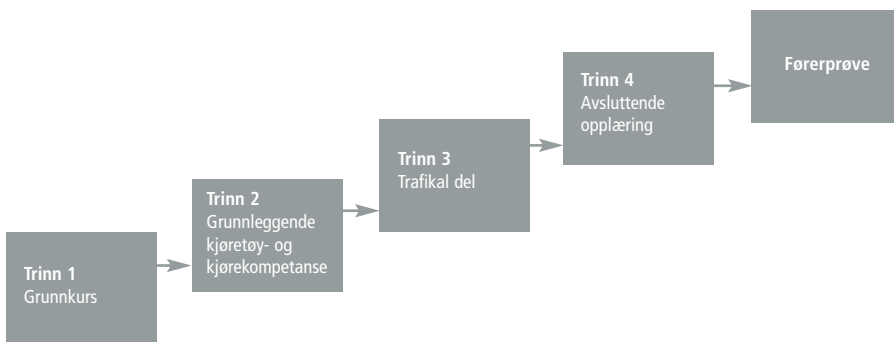 Trinn 1
Grunnkurs
Trinn 2
Grunnleggende
kjøretøy- og
kjørekompetanse
Trinn 3
Trafikal del
Trinn 4
Avsluttende
opplæring
Førerprøve